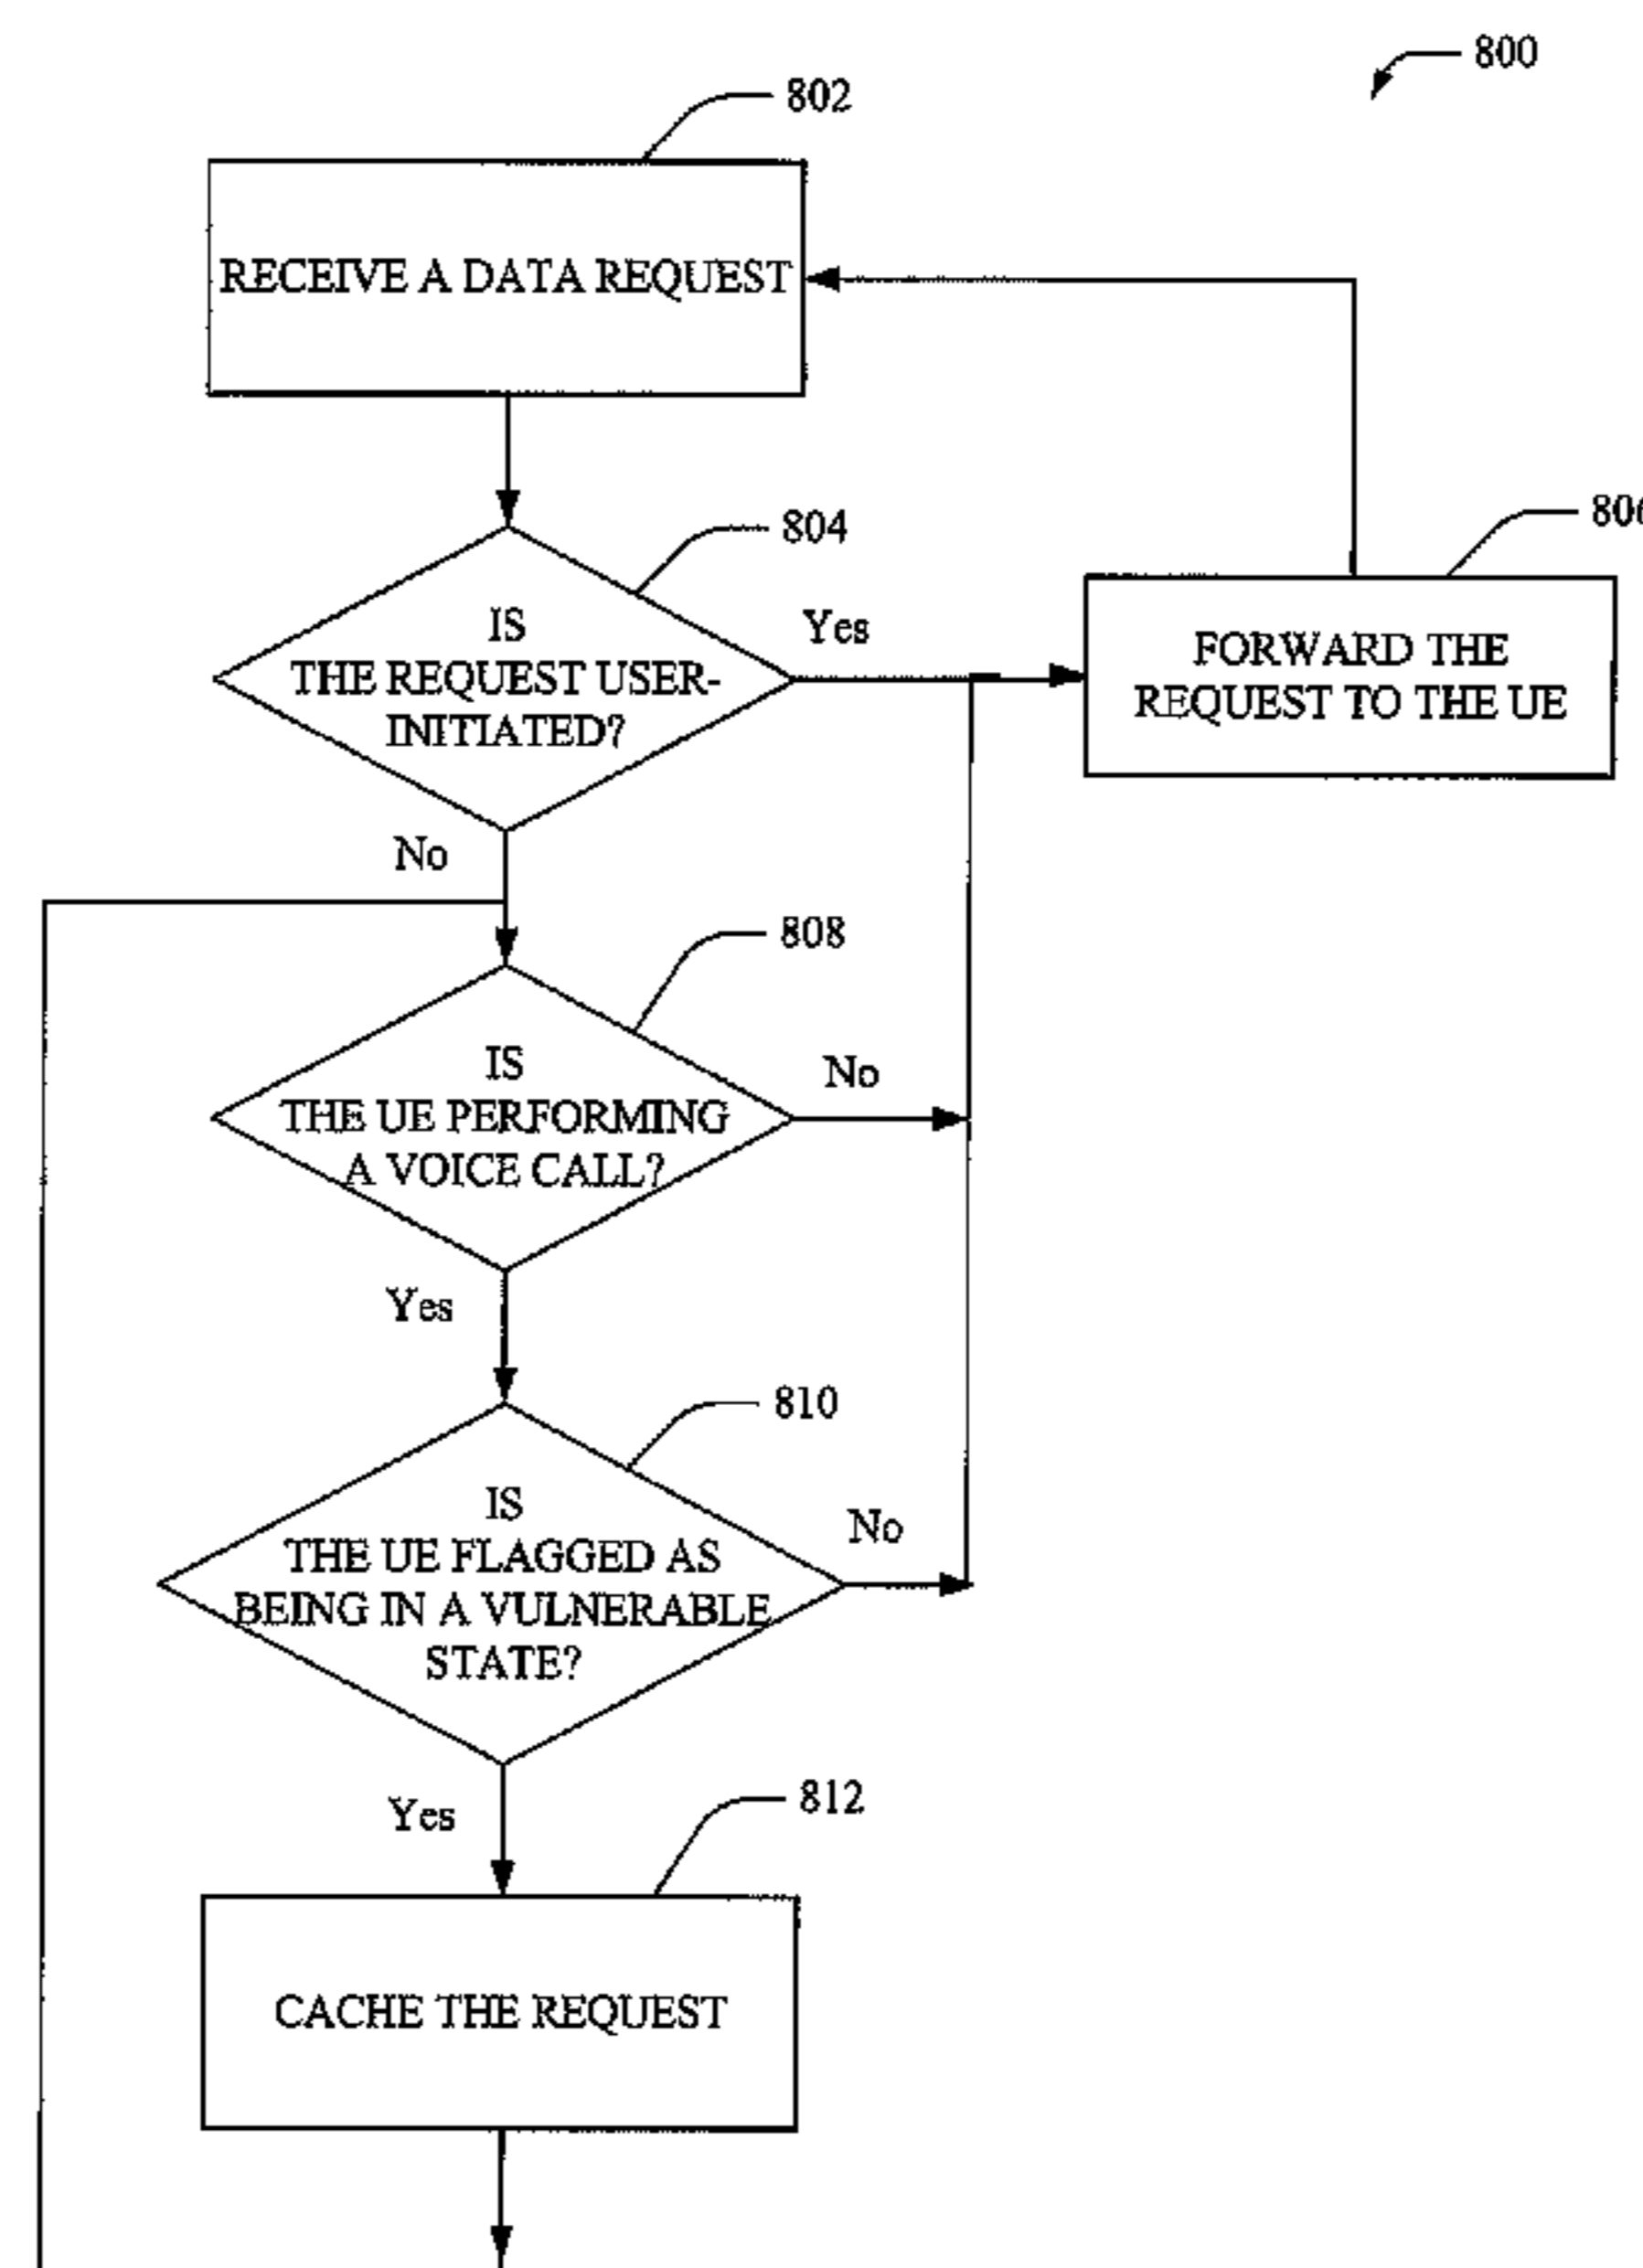 800
802
RECEIVE A DATA REQUEST
804
IS
THE REQUEST USER-
INITIATED?
Yes
No
806
FORWARD THE
REQUEST TO THE UE
808
IS
THE UE PERFORMING
A VOICE CALL?
No
Yes
810
IS
THE UE FLAGGED AS
BEING IN A VULNERABLE
STATE?
No
Yes
812
CACHE THE REQUEST